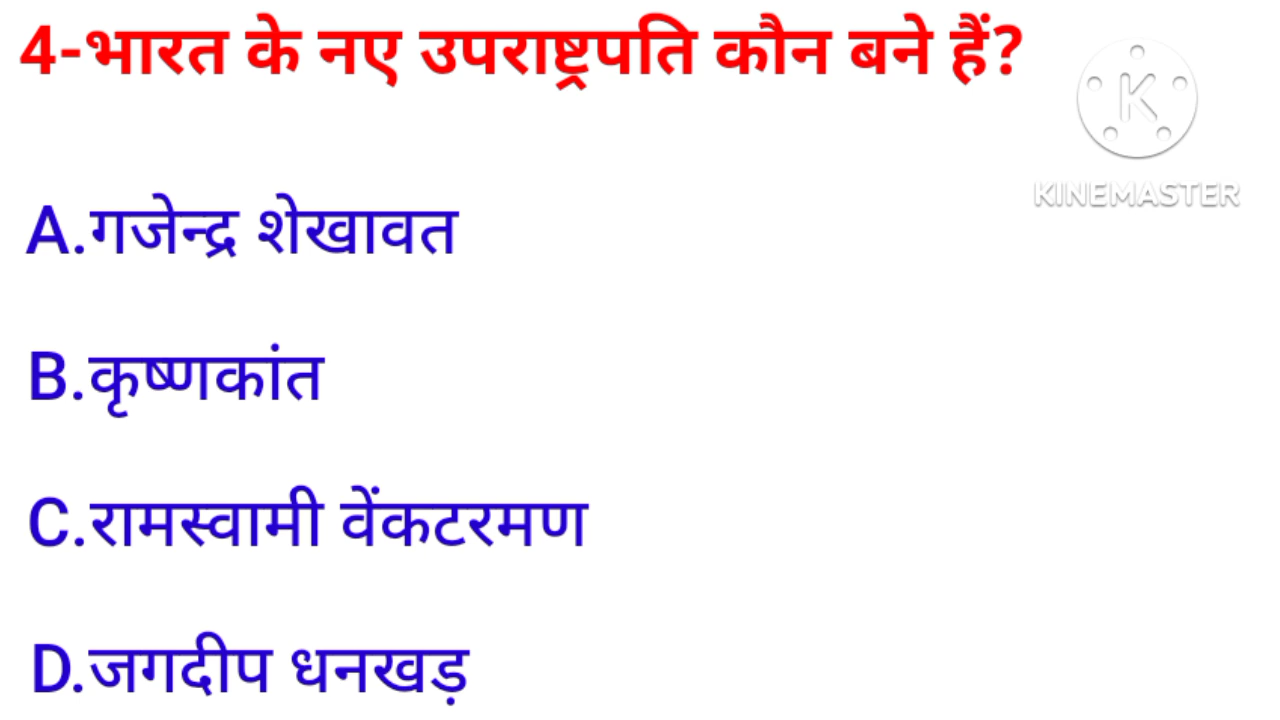 4-भारत के नए उपराष्ट्रपति कौन बने हैं?
KINEMASTER
A.गजेन्द्र शेखावत
B.कृष्णकांत
C.रामस्वामी वेंकटरमण
D.जगदीप धनखड़